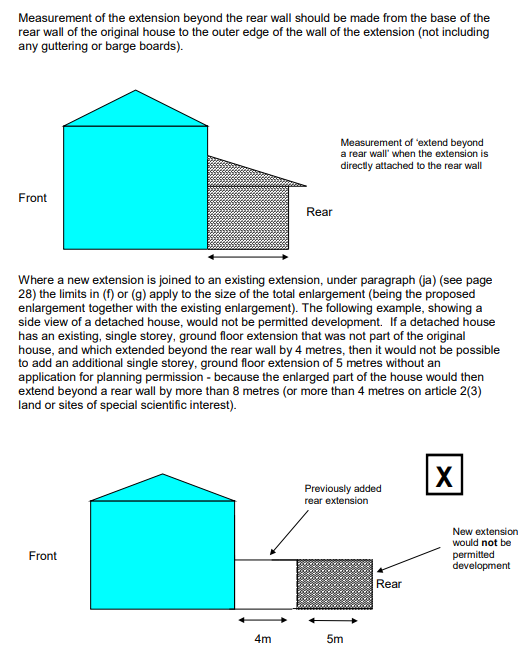 Measurement of the extension beyond the rear wall should be made from the base of the
rear wall of the original house to the outer edge of the wall of the extension (not including
any guttering or barge boards).
Measurement of 'extend beyond
a rear wall' when the extension is
directly attached to the rear wall
Front
Rear
Where a new extension is joined to an existing extension, under paragraph (ja) (see page
28) the limits in (f) or (g) apply to the size of the total enlargement (being the proposed
enlargement together with the existing enlargement). The following example, showing a
side view of a detached house, would not be permitted development.  If a detached house
has an existing, single storey, ground floor extension that was not part of the original
house, and which extended beyond the rear wall by 4 metres, then it would not be possible
to add an additional single storey, ground floor extension of 5 metres without an
application for planning permission - because the enlarged part of the house would then
extend beyond a rear wall by more than 8 metres (or more than 4 metres on article 2(3)
land or sites of special scientific interest).
X
Previously added
rear extension
New extension
would not be
permitted
development
Front
Rear
4m
5m